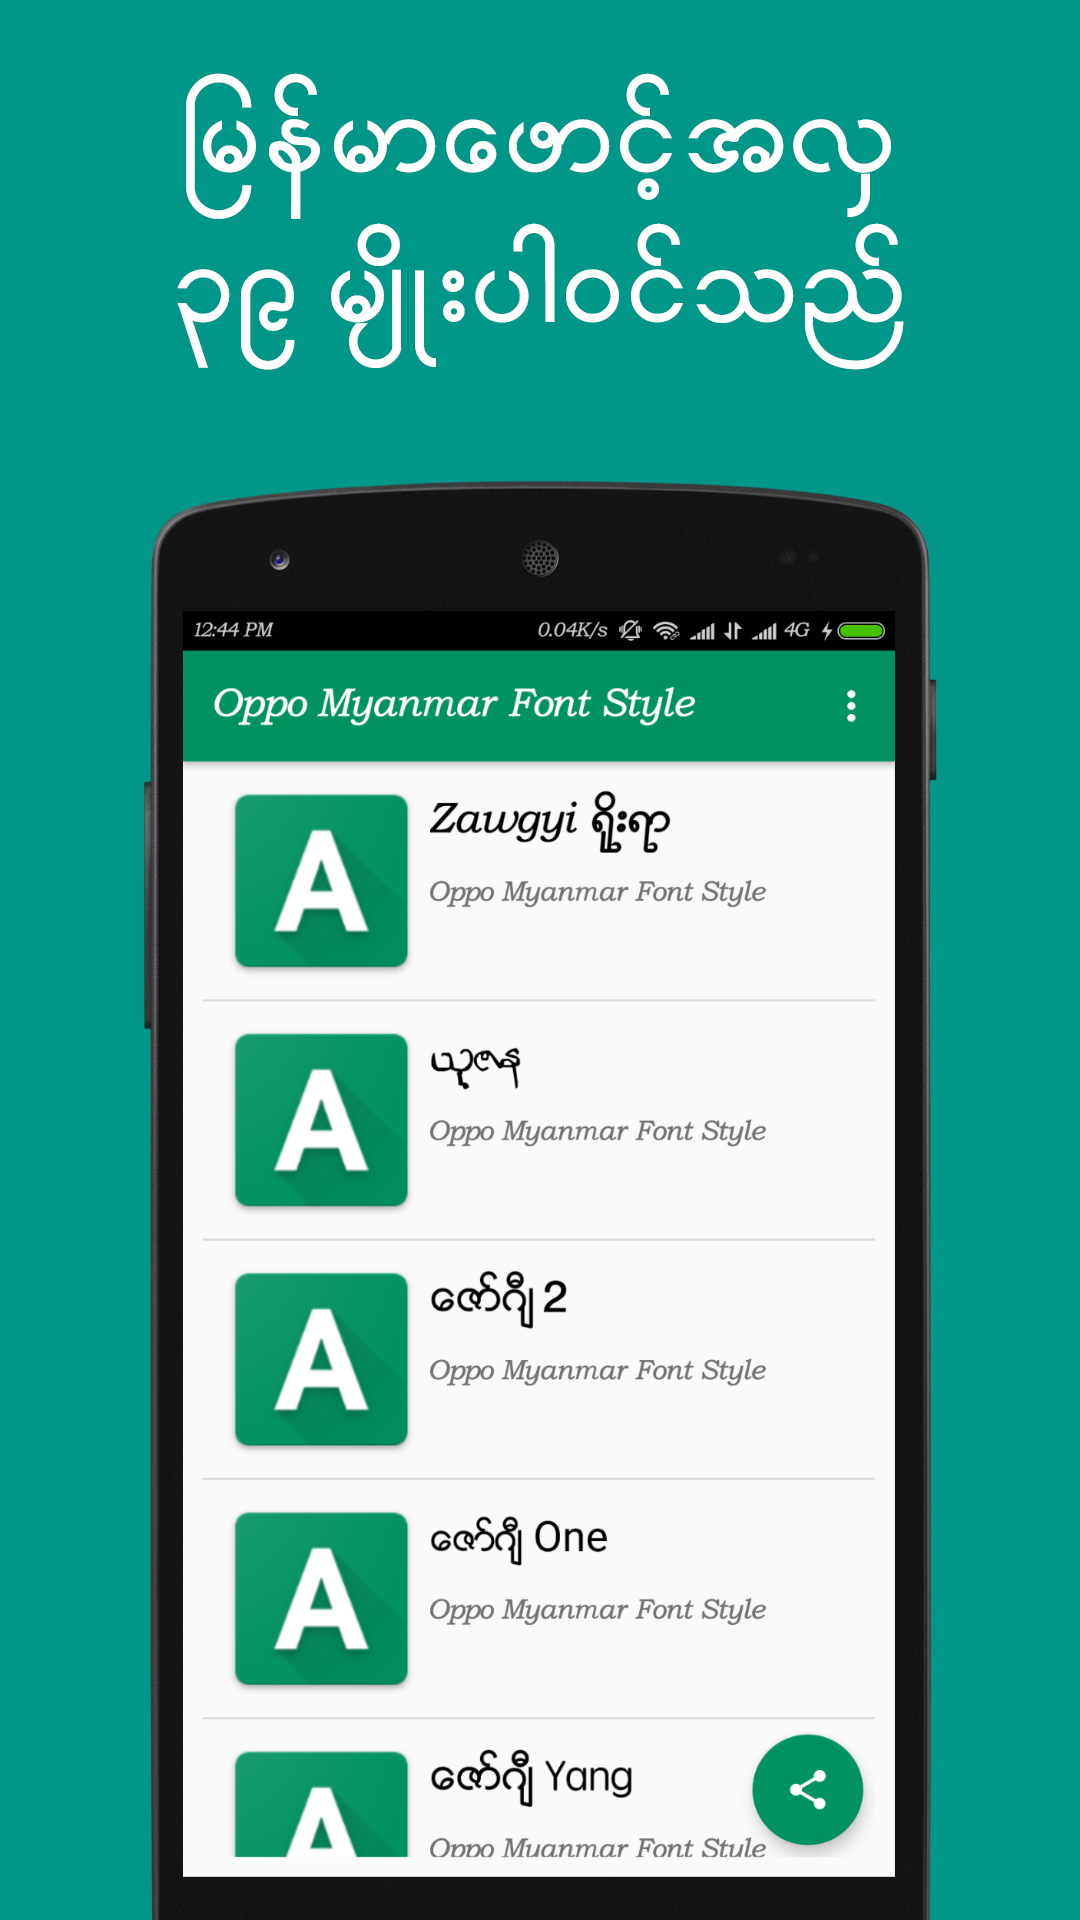 မြန်မာဖောင့်အလှ
၃၉ မျိုးပါဝင်သည်
12:44 PM 0.04K/s 4G
Oppo Myanmar Font Style
A
Zawgyi ရိုးရာ
Oppo Myanmar Font Style
A
ယုဇန
Oppo Myanmar Font Style
A
ဇော်ဂျီ 2
Oppo Myanmar Font Style
A
ဇော်ဂျီ One
Oppo Myanmar Font Style
A
ဇော်ဂျီ Yang
Oppo Myanmar Font Style